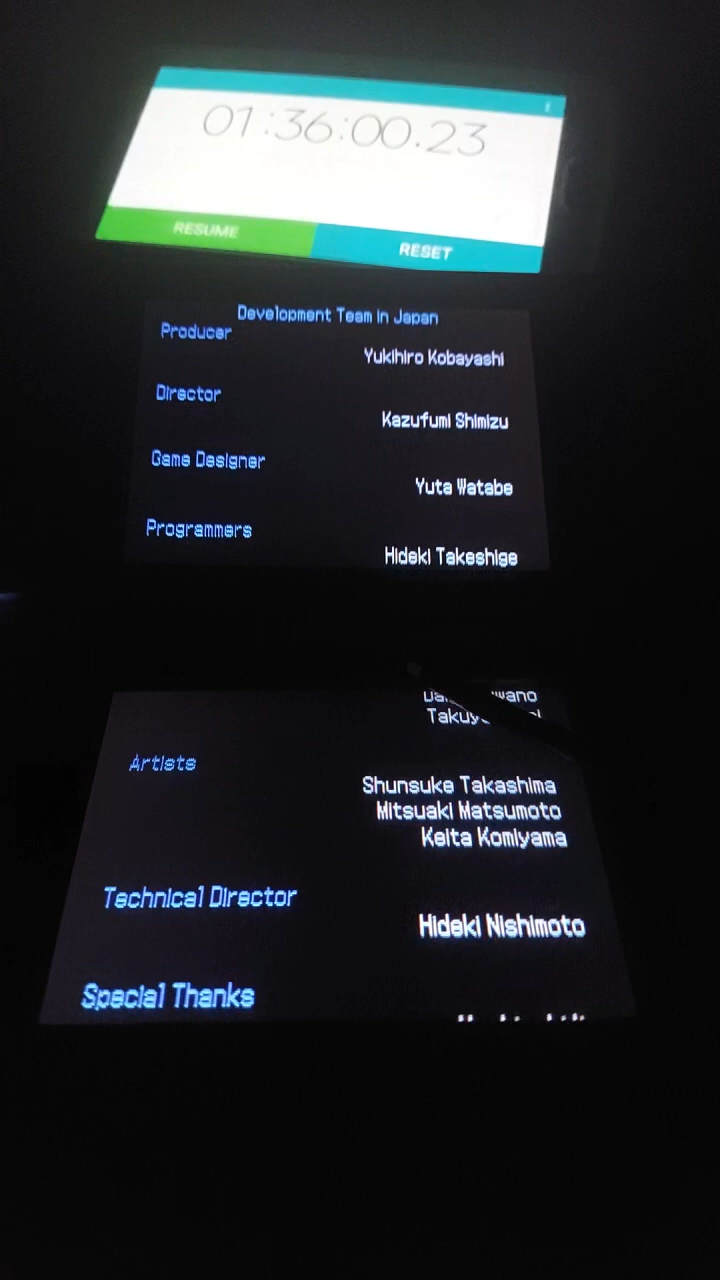 01:36:00.23
RESUME
RESET
Development Team in Japan
Producer
Yukihiro Kobayashi
Director
Kazufumi Shimizu
Game Designer
Yuta Watabe
Programmers
Hideki Takeshige
Artists
Shunsuke Takashima
Mitsuaki Matsumoto
Keita Komiyama
Technical Director
Hideki Nishimoto
Special Thanks